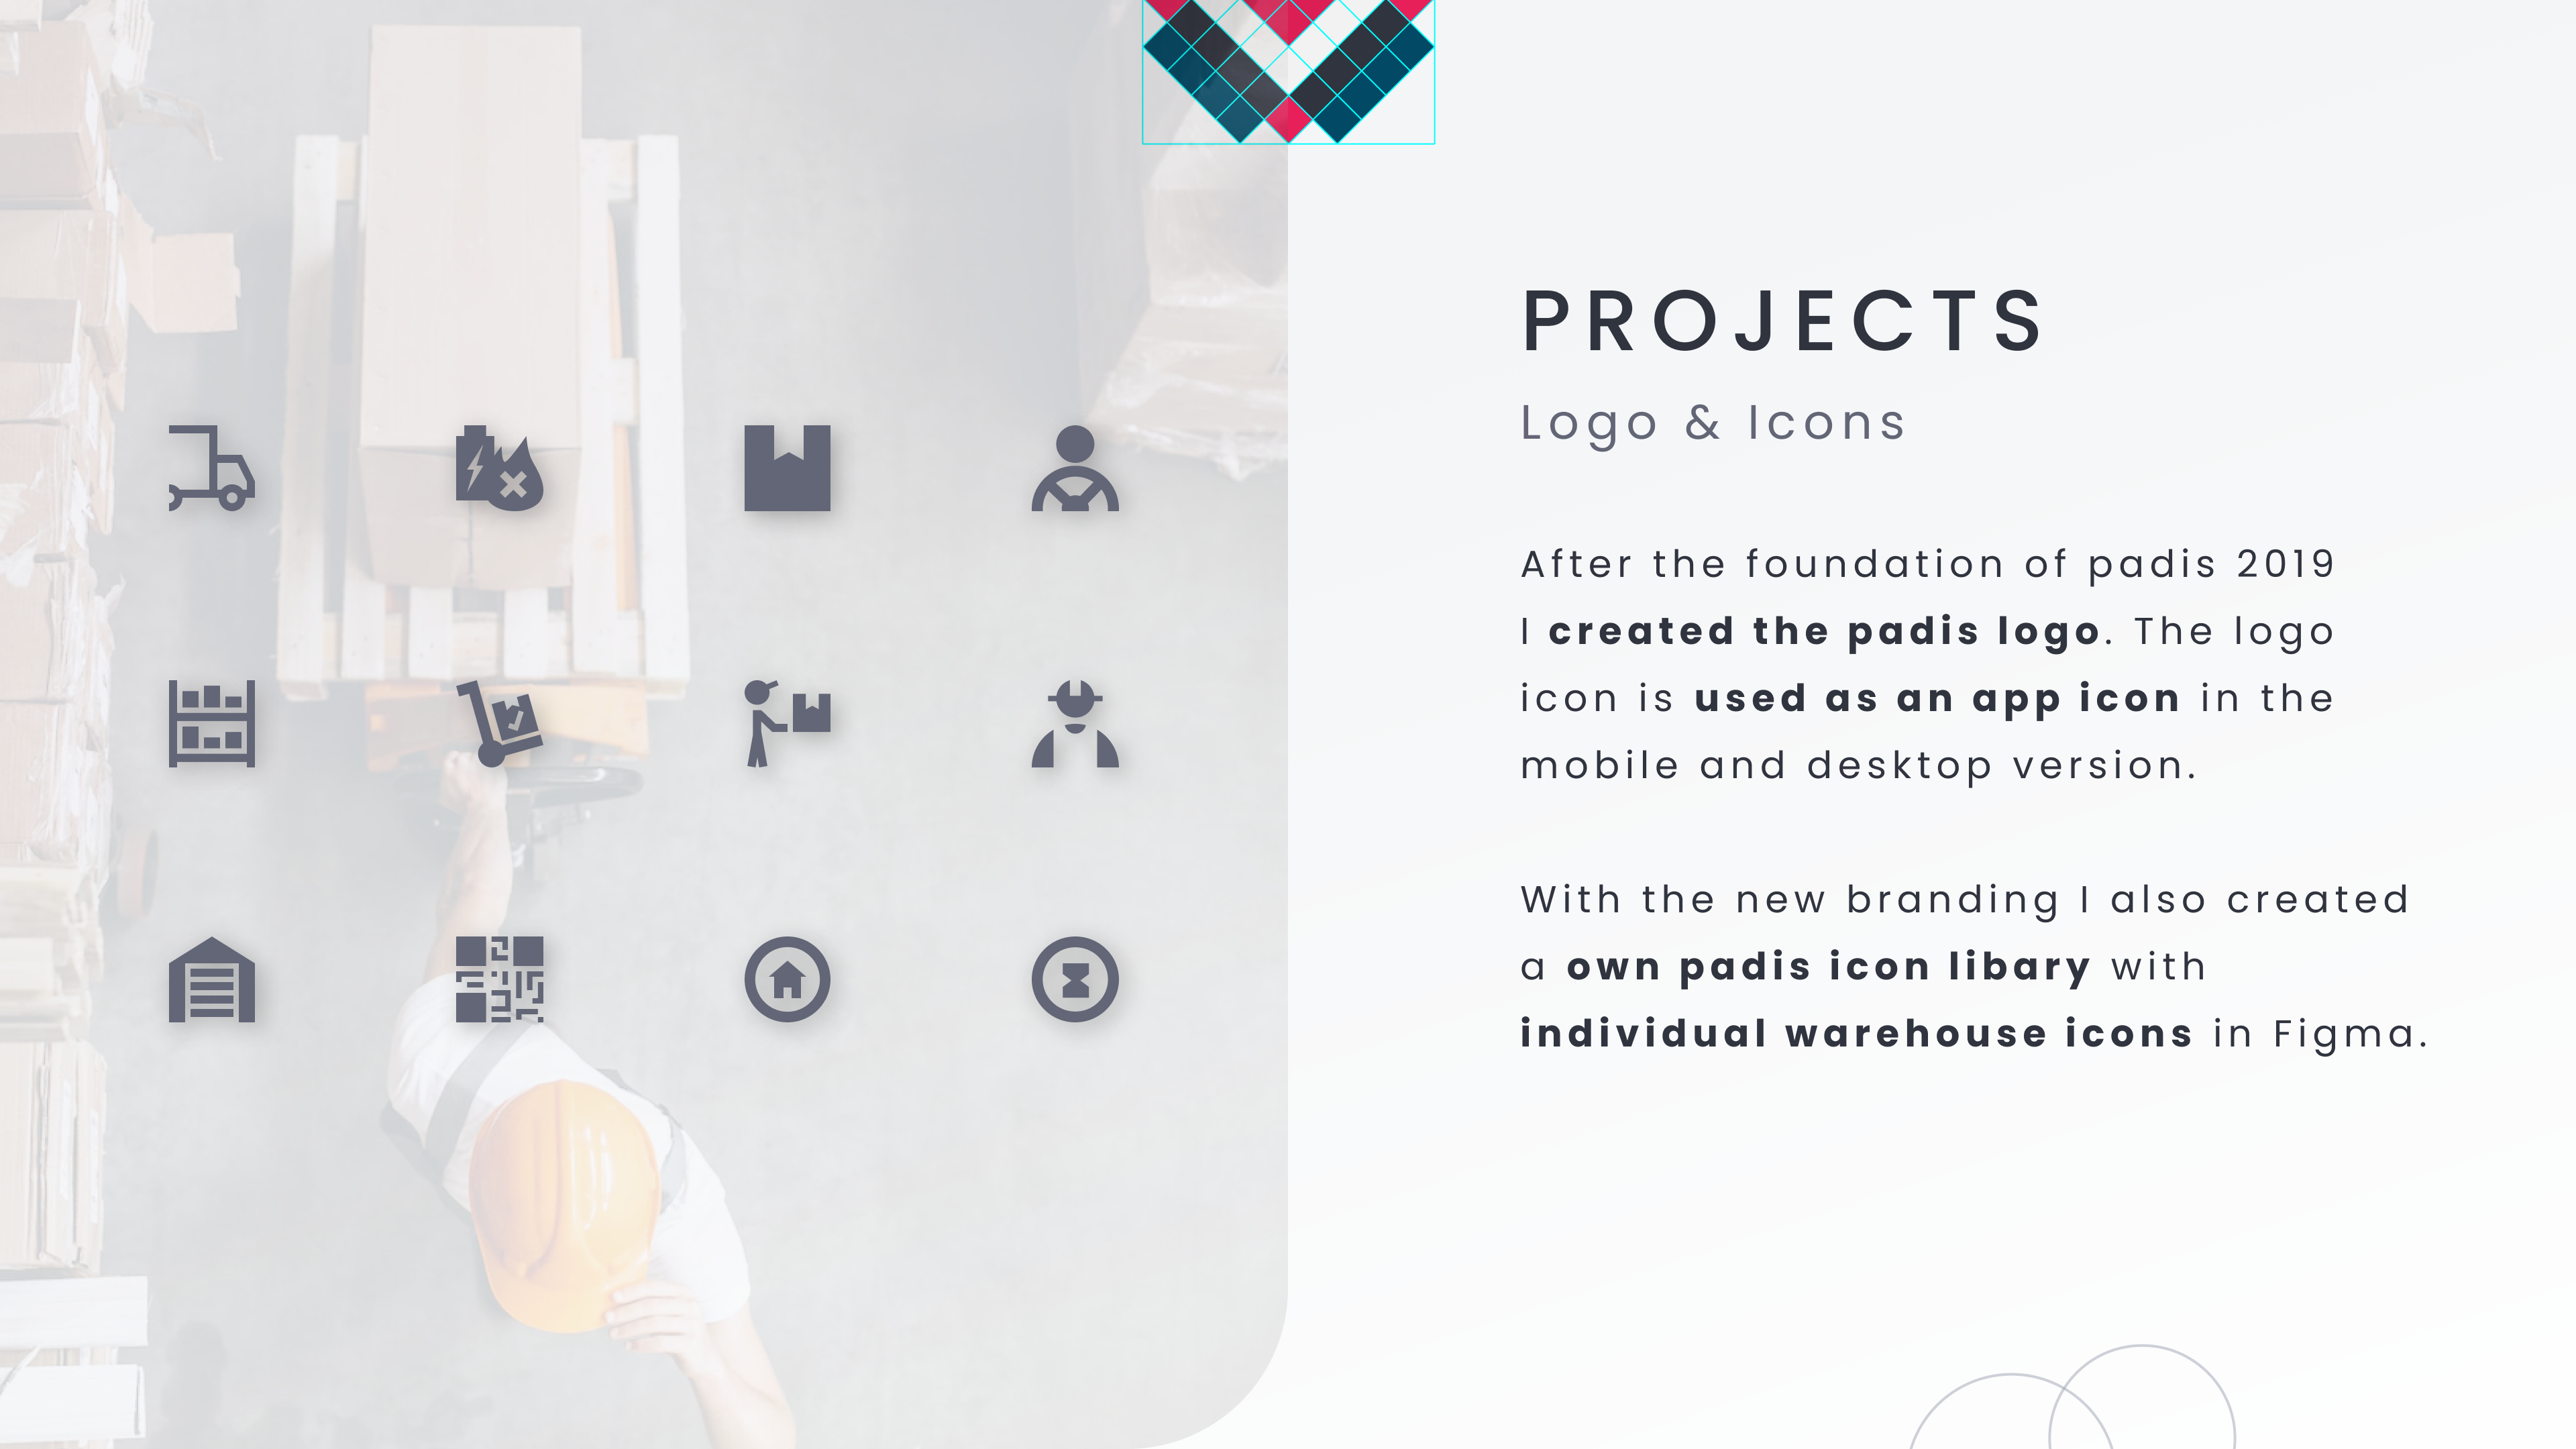 PROJECTS
Logo & Icons
After the foundation of padis 2019
I created the padis logo. The logo
icon is used as an app icon in the
mobile and desktop version.
With the new branding I also created
a own padis icon libary with
individual warehouse icons in Figma.